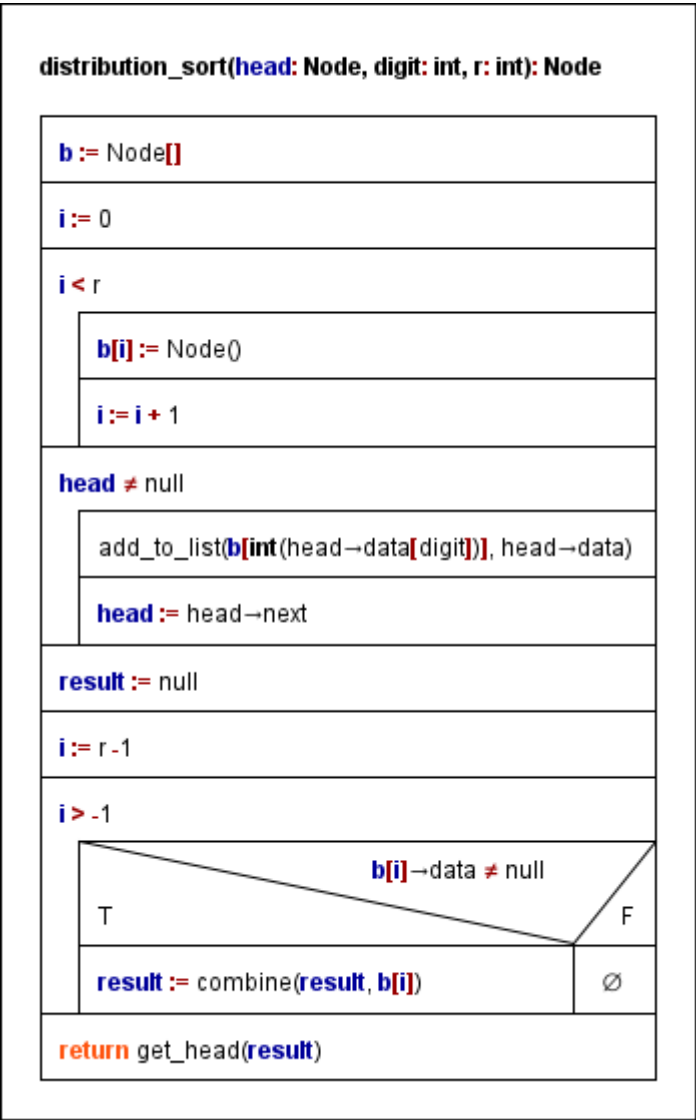 distribution_sort(head: Node, digit: int, r: int): Node
b := Node[]
i := 0
i < r
b[i] := Node()
i := i + 1
head ≠ null
add_to_list(b[int(head→data[digit])], head→data)
head := head→next
result := null
i := r -1
i > -1
b[i]→data ≠ null
T F
result := combine(result, b[i]) ∅
return get_head(result)